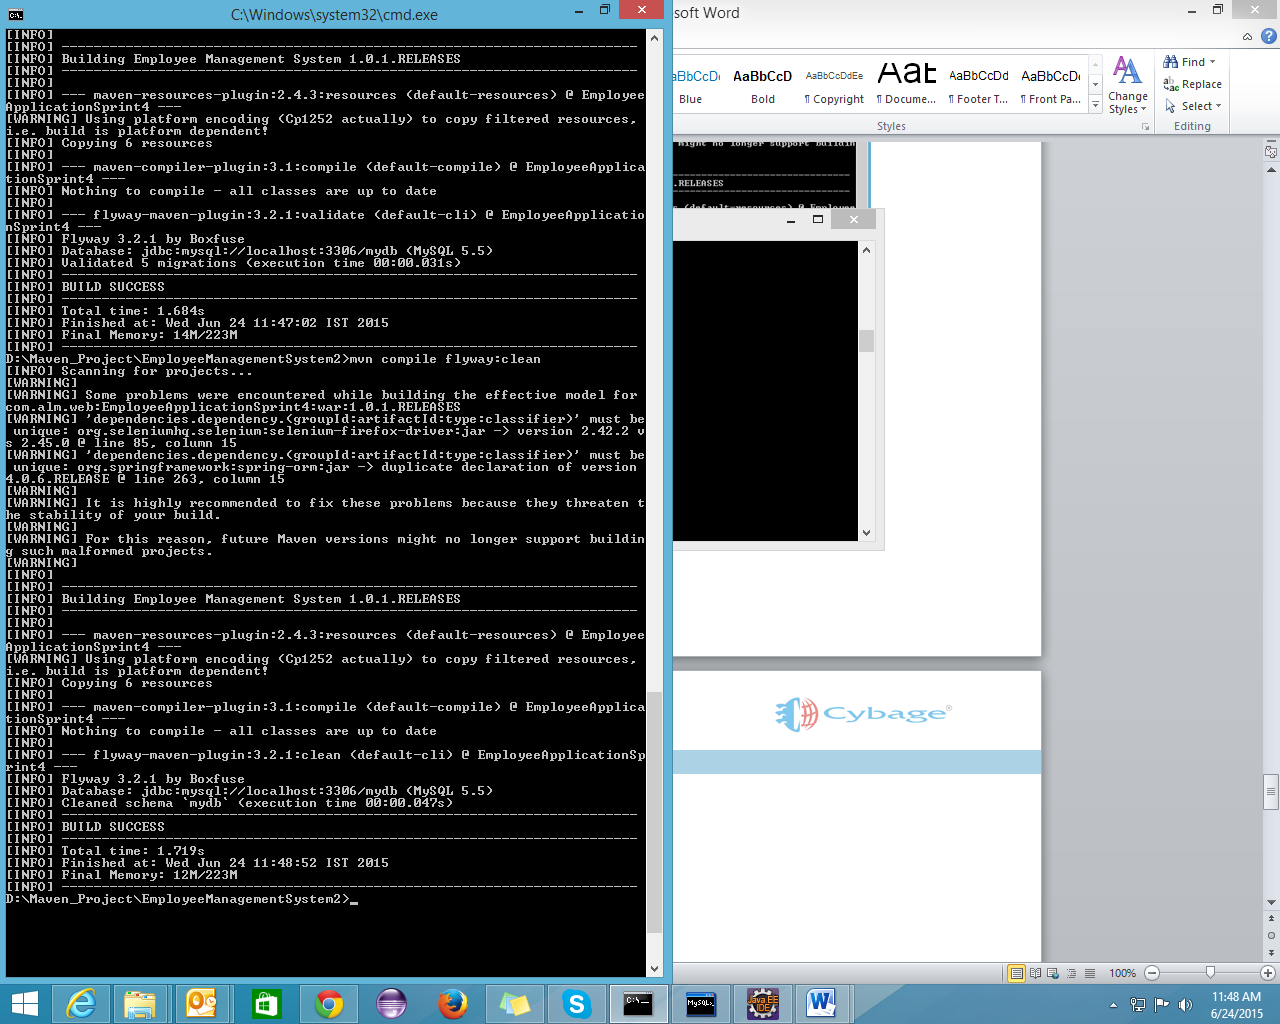 C:\Windows\system32\cmd.exe
[INFO]
[INFO] ------------------------------------------------------------------------
[INFO] Building Employee Management System 1.0.1.RELEASES
[INFO] ------------------------------------------------------------------------
[INFO]
[INFO] --- maven-resources-plugin:2.4.3:resources (default-resources) @ Employee
ApplicationSprint4 ---
[WARNING] Using platform encoding (Cp1252 actually) to copy filtered resources,
i.e. build is platform dependent!
[INFO] Copying 6 resources
[INFO]
[INFO] --- maven-compiler-plugin:3.1:compile (default-compile) @ EmployeeApplica
tionSprint4 ---
[INFO] Nothing to compile - all classes are up to date
[INFO]
[INFO] --- flyway-maven-plugin:3.2.1:validate (default-cli) @ EmployeeApplicatio
nSprint4 ---
[INFO] Flyway 3.2.1 by Boxfuse
[INFO] Database: jdbc:mysql://localhost:3306/mydb (MySQL 5.5)
[INFO] Validated 5 migrations (execution time 00:00.031s)
[INFO] ------------------------------------------------------------------------
[INFO] BUILD SUCCESS
[INFO] ------------------------------------------------------------------------
[INFO] Total time: 1.684s
[INFO] Finished at: Wed Jun 24 11:47:02 IST 2015
[INFO] Final Memory: 14M/223M
[INFO] ------------------------------------------------------------------------
D:\Maven_Project\EmployeeManagementSystem2>mvn compile flyway:clean
[INFO] Scanning for projects...
[WARNING]
[WARNING] Some problems were encountered while building the effective model for
com.alm.web:EmployeeApplicationSprint4:war:1.0.1.RELEASES
[WARNING] 'dependencies.dependency.(groupId:artifactId:type:classifier)' must be
unique: org.seleniumhq.selenium:selenium-firefox-driver:jar -> version 2.42.2 v
s 2.45.0 @ line 85, column 15
[WARNING] 'dependencies.dependency.(groupId:artifactId:type:classifier)' must be
unique: org.springframework:spring-orm:jar -> duplicate declaration of version
4.0.6.RELEASE @ line 263, column 15
[WARNING]
[WARNING] It is highly recommended to fix these problems because they threaten t
he stability of your build.
[WARNING]
[WARNING] For this reason, future Maven versions might no longer support buildin
g such malformed projects.
[WARNING]
[INFO]
[INFO] ------------------------------------------------------------------------
[INFO] Building Employee Management System 1.0.1.RELEASES
[INFO] ------------------------------------------------------------------------
[INFO]
[INFO] --- maven-resources-plugin:2.4.3:resources (default-resources) @ Employee
ApplicationSprint4 ---
[WARNING] Using platform encoding (Cp1252 actually) to copy filtered resources,
i.e. build is platform dependent!
[INFO] Copying 6 resources
[INFO]
[INFO] --- maven-compiler-plugin:3.1:compile (default-compile) @ EmployeeApplica
tionSprint4 ---
[INFO] Nothing to compile - all classes are up to date
[INFO]
[INFO] --- flyway-maven-plugin:3.2.1:clean (default-cli) @ EmployeeApplicationSp
rint4 ---
[INFO] Flyway 3.2.1 by Boxfuse
[INFO] Database: jdbc:mysql://localhost:3306/mydb (MySQL 5.5)
[INFO] Cleaned schema `mydb` (execution time 00:00.047s)
[INFO] ------------------------------------------------------------------------
[INFO] BUILD SUCCESS
[INFO] ------------------------------------------------------------------------
[INFO] Total time: 1.719s
[INFO] Finished at: Wed Jun 24 11:48:52 IST 2015
[INFO] Final Memory: 12M/223M
[INFO] ------------------------------------------------------------------------
D:\Maven_Project\EmployeeManagementSystem2>_
soft Word
aBbCcDc AaBbCcD AaBbCcDdEe AaB AaBbCcDd AaBbCcDc
Blue Bold ¶ Copyright ¶ Docume... ¶ Footer T... ¶ Front Pa...
Change
Styles
Find
Replace
Select
Styles
Editing
might no longer support buildin
.RELEASES
(default-resources) @ Employee
Cybage®
100%
C:\_
MySQL
Java EE
IDE
11:48 AM
6/24/2015